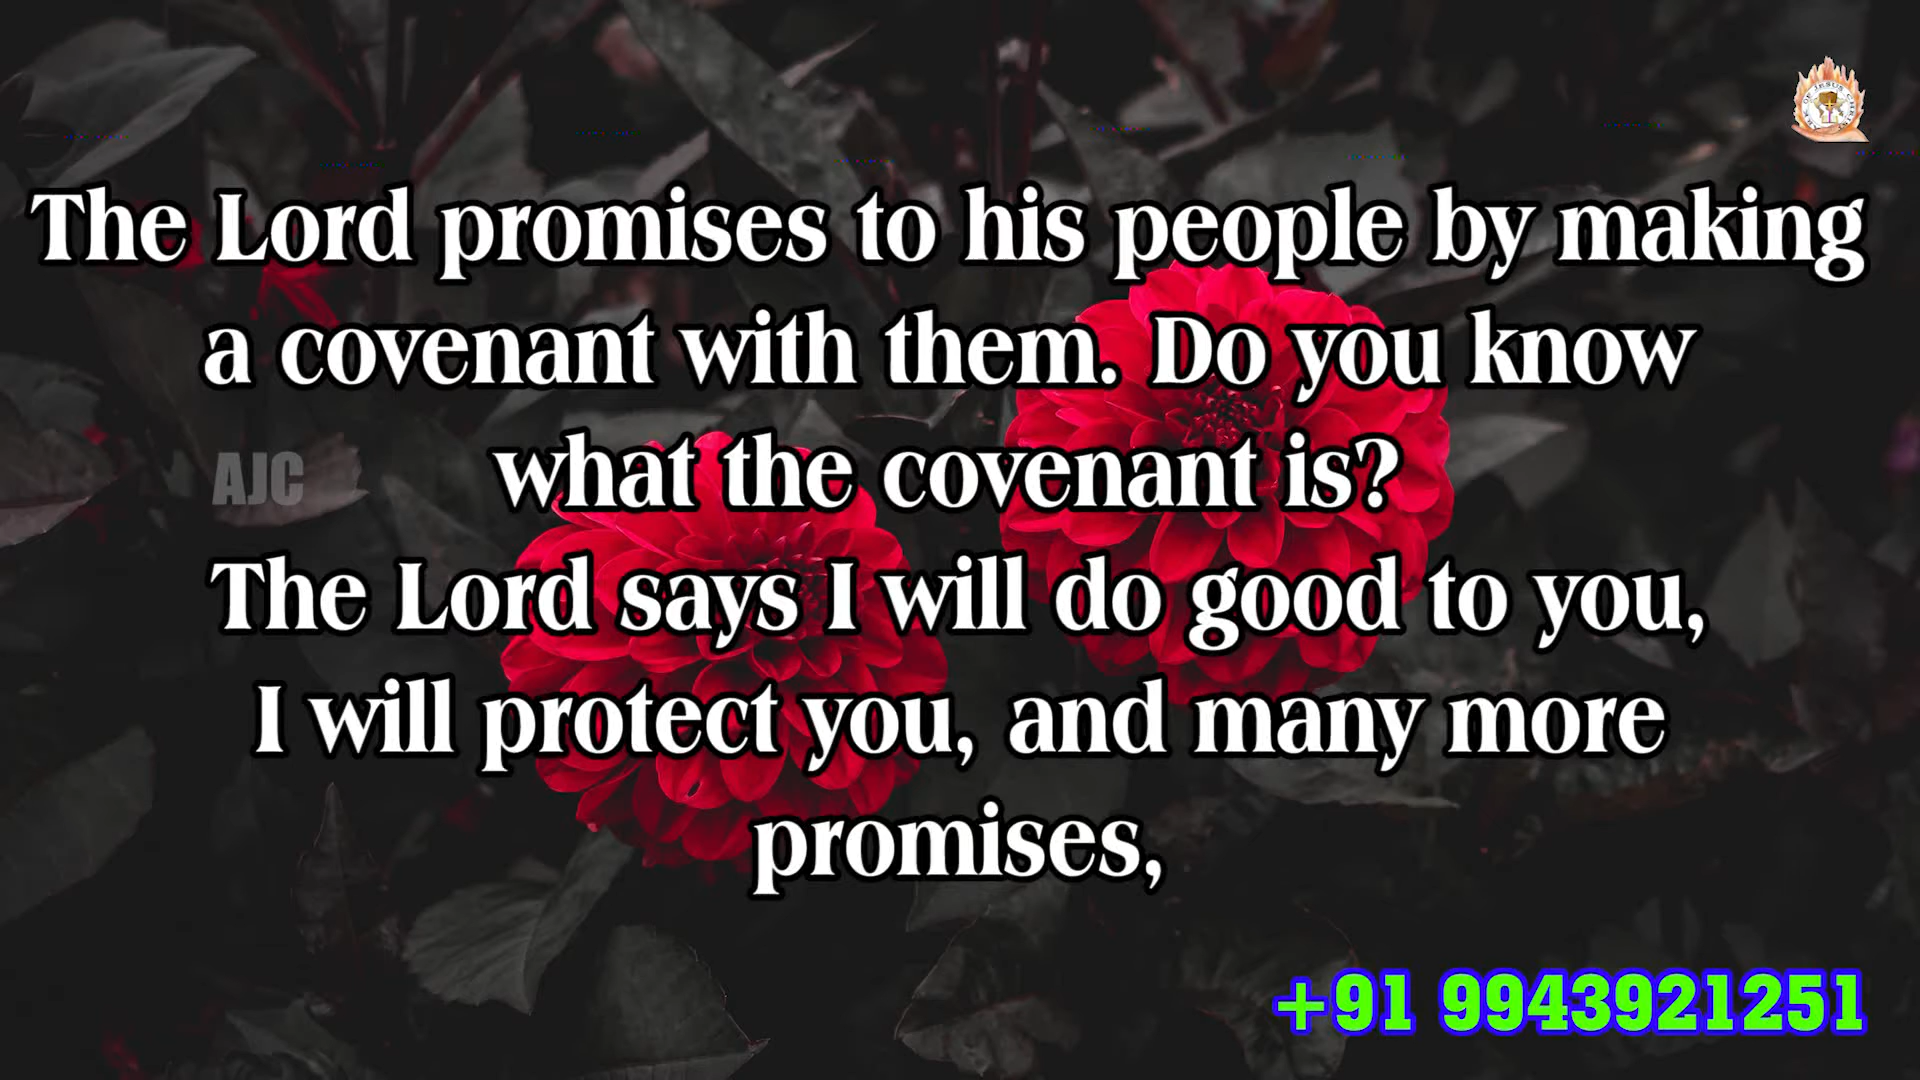 The Lord promises to his people by making
a covenant with them. Do you know
what the covenant is?
AJC
The Lord says I will do good to you,
I will protect you, and many more
promises,
+91 9943921251